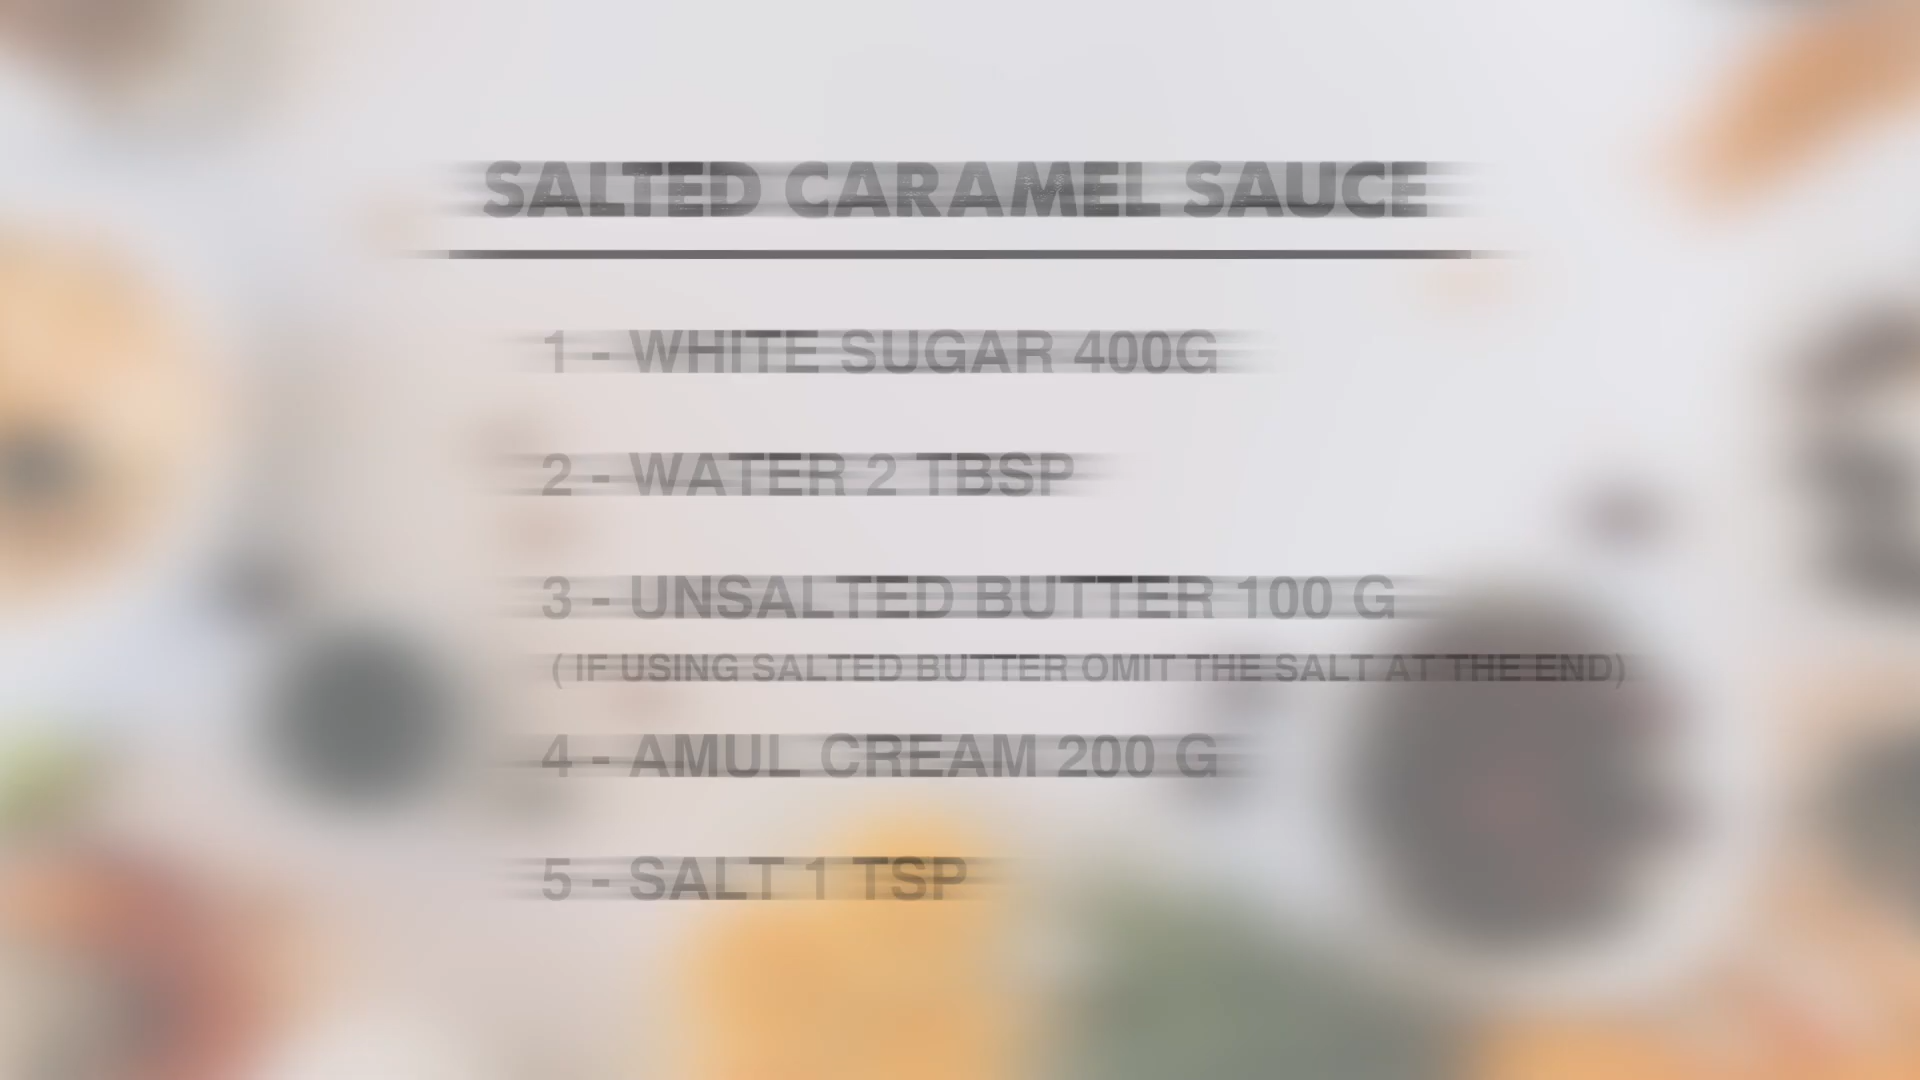 SALTED CARAMEL SAUCE
1 - WHITE SUGAR 400G
2 - WATER 2 TBSP
3 - UNSALTED BUTTER 100 G
( IF USING SALTED BUTTER OMIT THE SALT AT THE END)
4 - AMUL CREAM 200 G
5 - SALT 1 TSP